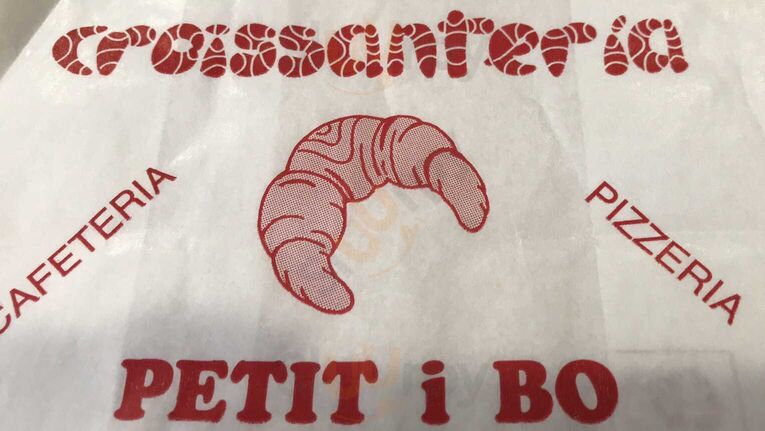 croissanteria
CAFETERIA
PIZZERIA
PETIT i BO